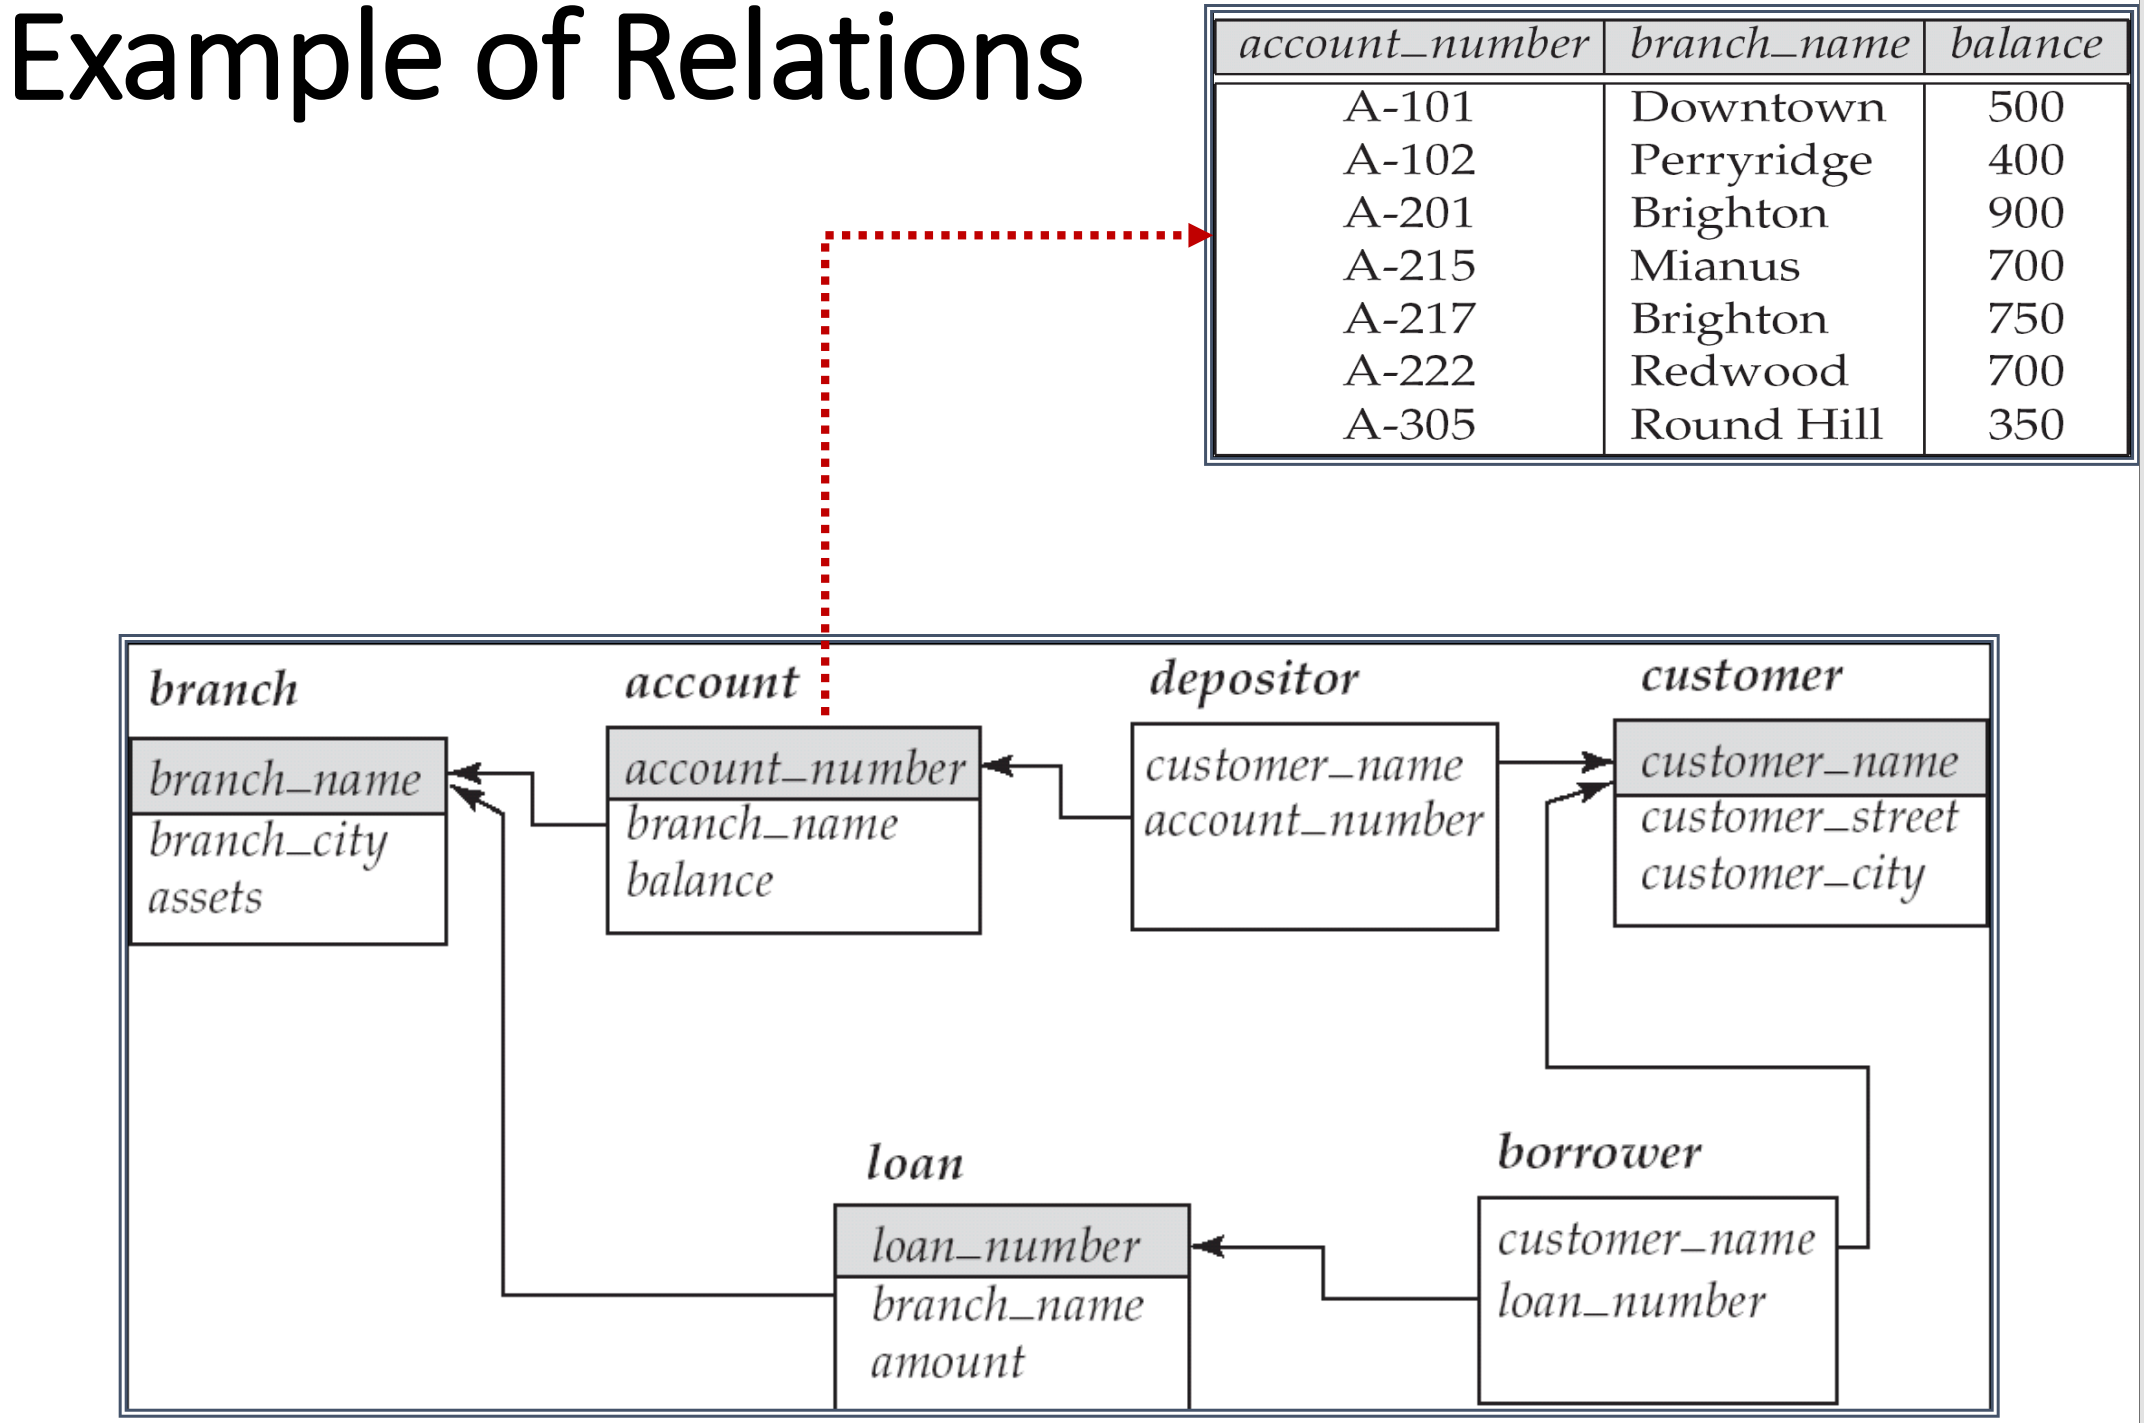 Example of Relations
account_number branch_name balance
A-101 Downtown 500
A-102 Perryridge 400
A-201 Brighton 900
A-215 Mianus 700
A-217 Brighton 750
A-222 Redwood 700
A-305 Round Hill 350
branch
branch_name
branch_city
assets
account
account_number
branch_name
balance
depositor
customer_name
account_number
customer
customer_name
customer_street
customer_city
loan
loan_number
branch_name
amount
borrower
customer_name
loan_number